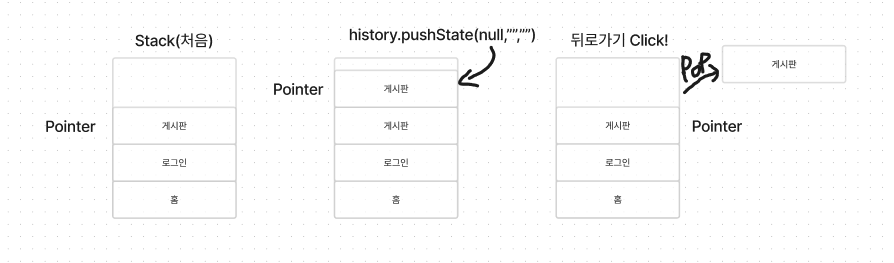 Stack(처음)
Pointer
게시판
로그인
홈
history.pushState(null,"","")
Pointer
게시판
게시판
로그인
홈
뒤로가기 Click!
POP
게시판
게시판
Pointer
로그인
홈